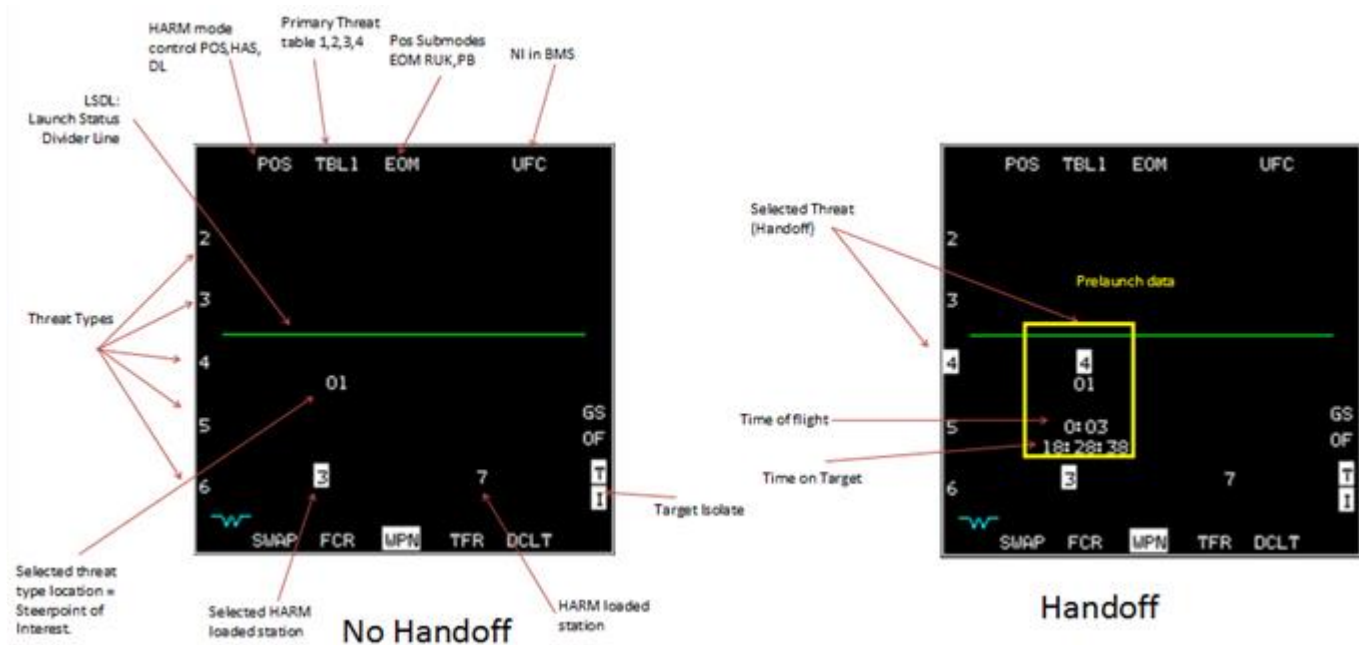 HARM mode
control POS,HAS,
DL
Primary Threat
table 1,2,3,4
Pos Submodes
EOM RUK,PB
NI in BMS
LSDL:
Launch Status
Divider Line
POS TBL1 EOM UFC
2
3
Threat Types
4
01
5
GS
OF
6
3
7
T
I
Target Isolate
SWAP FCR WPN TFR DCLT
Selected threat
type location =
Steerpoint of
Interest.
Selected HARM
loaded station
No Handoff
HARM loaded
station
POS TBL1 EOM UFC
Selected Threat
(Handoff)
2
Prelaunch data
3
4
4
01
Time of flight
5
0:03
GS
OF
18:28:38
Time on Target
6
3
7
T
I
SWAP FCR WPN TFR DCLT
Handoff